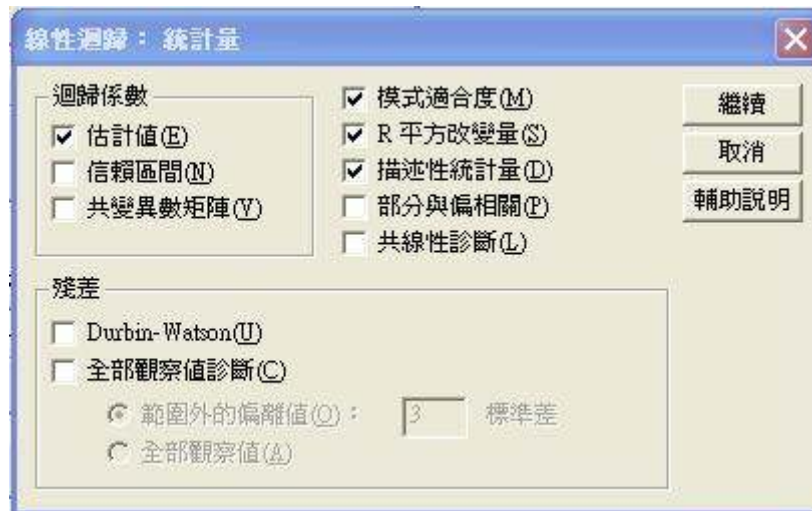 線性迴歸：統計量
迴歸係數
估計值(E)
信賴區間(N)
共變異數矩陣(V)
模式適合度(M)
R 平方改變量(S)
描述性統計量(D)
部分與偏相關(P)
共線性診斷(L)
繼續
取消
輔助說明
殘差
Durbin-Watson(U)
全部觀察值診斷(C)
範圍外的偏離值(O)： 3 標準差
全部觀察值(A)